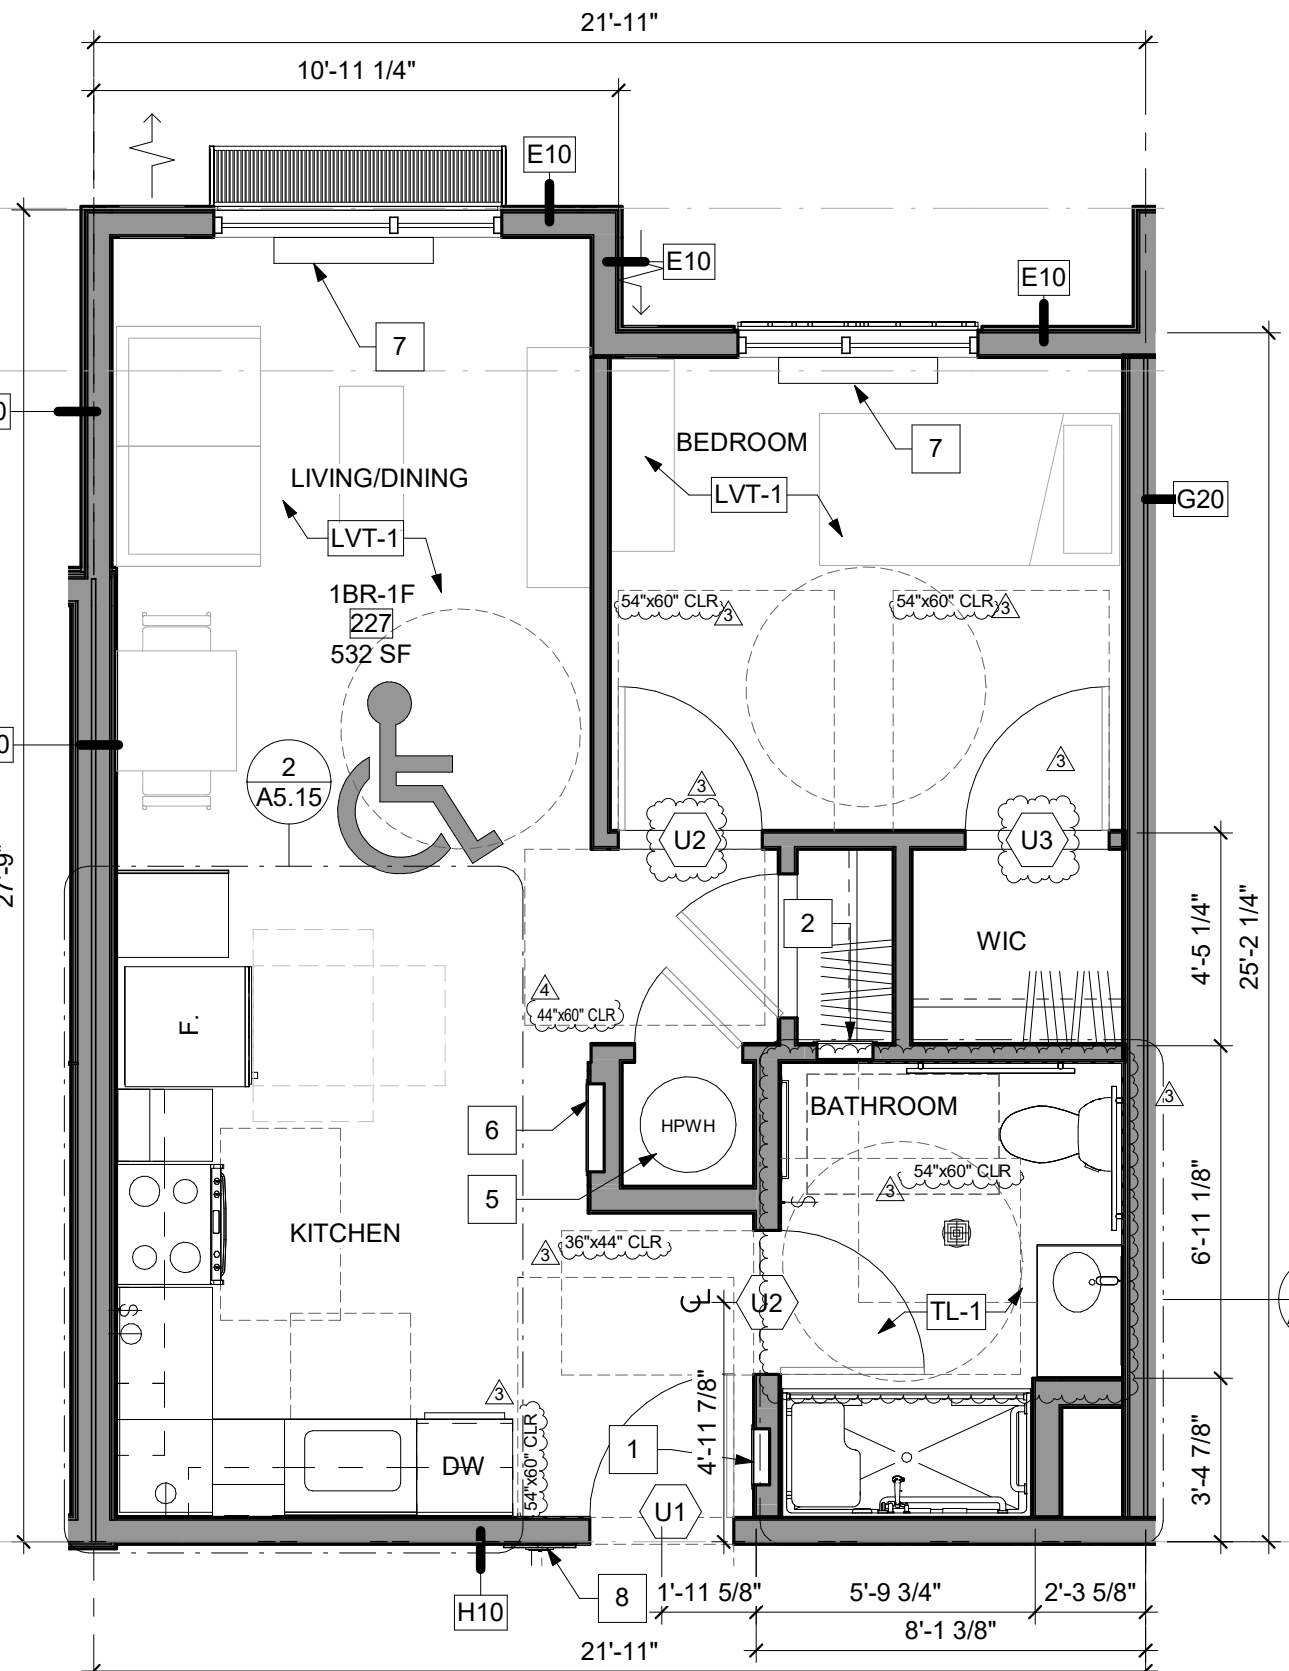 21'-11"
10'-11 1/4"
E10
E10
E10
7
7
BEDROOM
LVT-1
LIVING/DINING
LVT-1
G20
1BR-1F
227
532 SF
54"x60" CLR
3
54"x60" CLR
3
2
A5.15
3
3
U2
U3
27'-9"
2
WIC
4'-5 1/4"
25'-2 1/4"
4
44"x60" CLR
F.
6
HPWH
BATHROOM
3
5
54"x60" CLR
3
6'-11 1/8"
KITCHEN
36"x44" CLR
3
CL
U2
TL-1
S
S
3
54"x60" CLR
4'-11 7/8"
1
DW
U1
3'-4 7/8"
H10
8
1'-11 5/8"
5'-9 3/4"
2'-3 5/8"
8'-1 3/8"
21'-11"